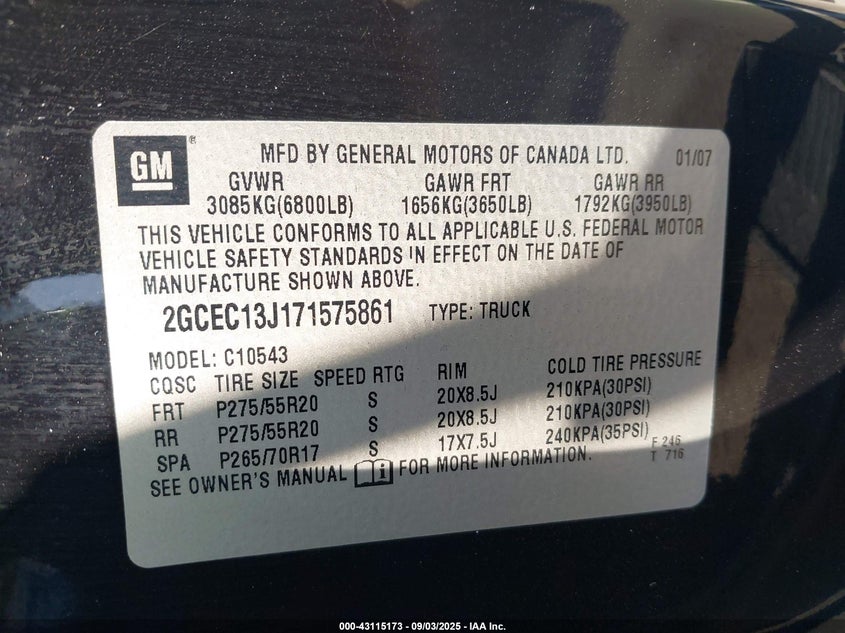 GM®
MFD BY GENERAL MOTORS OF CANADA LTD. 01/07
GVWR GAWR FRT GAWR RR
3085KG(6800LB) 1656KG(3650LB) 1792KG(3950LB)
THIS VEHICLE CONFORMS TO ALL APPLICABLE U.S. FEDERAL MOTOR
VEHICLE SAFETY STANDARDS IN EFFECT ON THE DATE OF
MANUFACTURE SHOWN ABOVE.
2GCEC13J171575861 TYPE: TRUCK
MODEL: C10543
CQSC TIRE SIZE SPEED RTG RIM COLD TIRE PRESSURE
FRT P275/55R20 S 20X8.5J 210KPA(30PSI)
RR P275/55R20 S 20X8.5J 210KPA(30PSI)
SPA P265/70R17 S 17X7.5J 240KPA(35PSI)
SEE OWNER'S MANUAL FOR MORE INFORMATION.
F 246
T 716
000-43115173 - 09/03/2025 - IAA Inc.